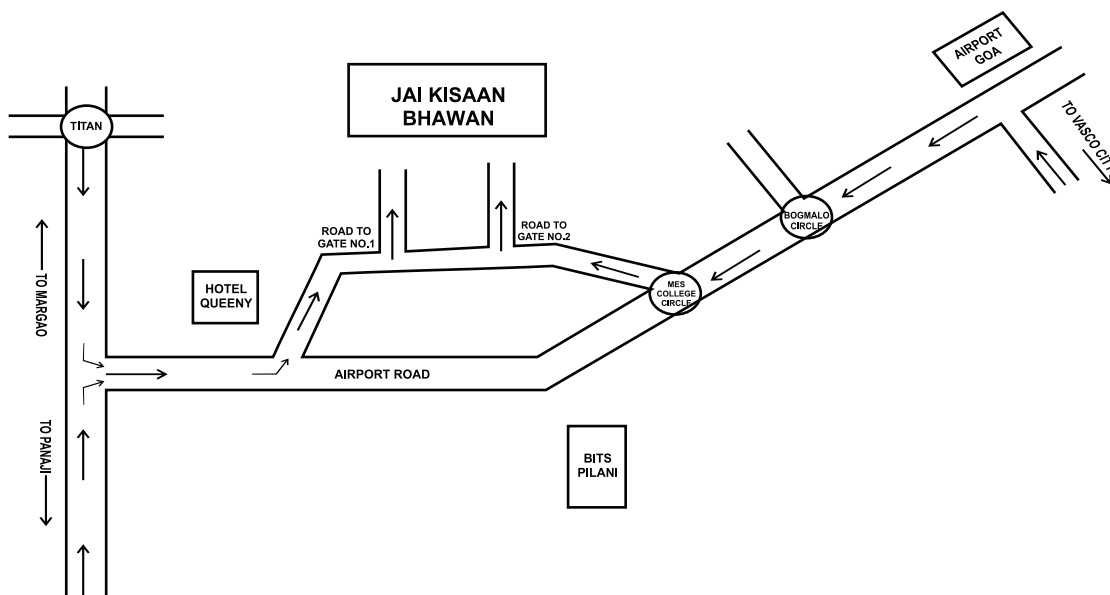 AIRPORT
GOA
JAI KISAAN
BHAWAN
TITAN
TO VASCO CITY
BOGMALO
CIRCLE
ROAD TO
GATE NO.1
ROAD TO
GATE NO.2
TO MARGAO
HOTEL
QUEENY
MES
COLLEGE
CIRCLE
AIRPORT ROAD
TO PANAJI
BITS
PILANI